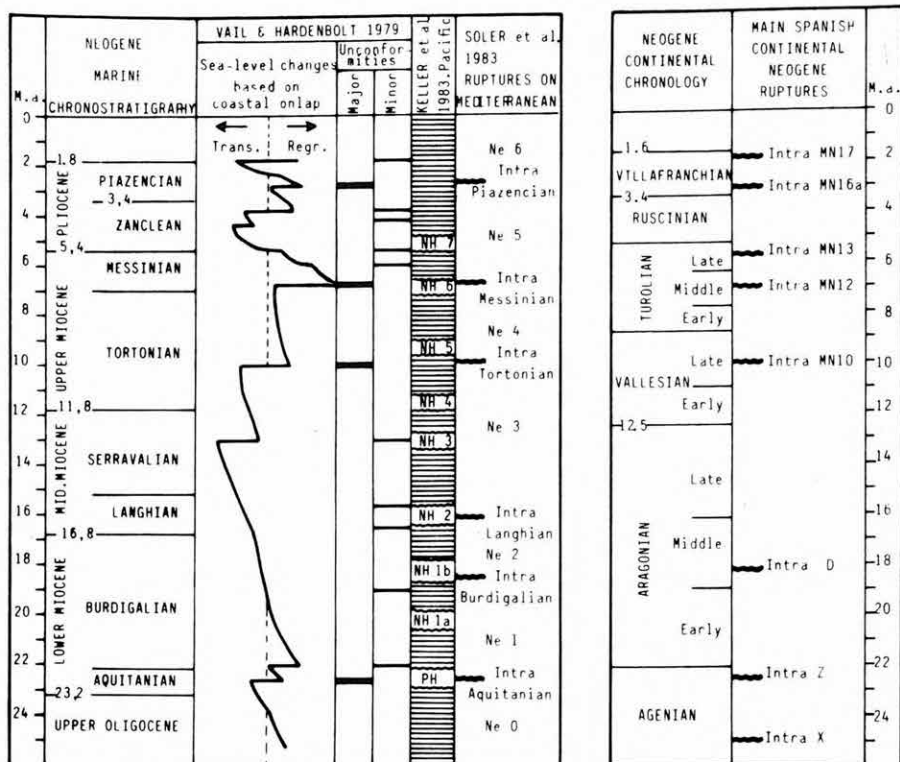 VAIL & HARDENBOLT 1979
NLOGENE
MARINE
CHRONOSTRATIGRAPHY
M.a.
Sea-level changes
based on
coastal onlap
Trans.
Regr.
Unconfor-
mities
Major
Minor
KELLER et al
1983.Pacific
SOLER et al.
1983
RUPTURES ON
MEDITERRANEAN
0
2
4
6
8
10
12
14
16
18
20
22
24
PLIOCENE
UPPER MIOCENE
MID.MIOCENE
LOWER MIOCENE
1.8
PIAZENCIAN
3,4
ZANCLEAN
5,4
MESSINIAN
TORTONIAN
11,8
SERRAVALIAN
LANGHIAN
16,8
BURDIGALIAN
AQUITANIAN
23,2
UPPER OLIGOCENE
NH 7
NH 6
NH 5
NH 4
NH 3
NH 2
NH 1b
NH 1a
PH
Ne 6
Intra
Piazencian
Ne 5
Intra
Messinian
Ne 4
Intra
Tortonian
Ne 3
Intra
Langhian
Ne 2
Intra
Burdigalian
Ne 1
Intra
Aquitanian
Ne 0
NEOGENE
CONTINENTAL
CHRONOLOGY
MAIN SPANISH
CONTINENTAL
NEOGENE
RUPTURES
M.a.
0
2
4
6
8
10
12
14
16
18
20
22
24
1.6
VILLAFRANCHIAN
3.4
RUSCINIAN
TUROLIAN
Late
Middle
Early
VALLESIAN
Late
Early
12,5
ARAGONIAN
Late
Middle
Early
AGENIAN
Intra MN17
Intra MN16a
Intra MN13
Intra MN12
Intra MN10
Intra D
Intra Z
Intra X